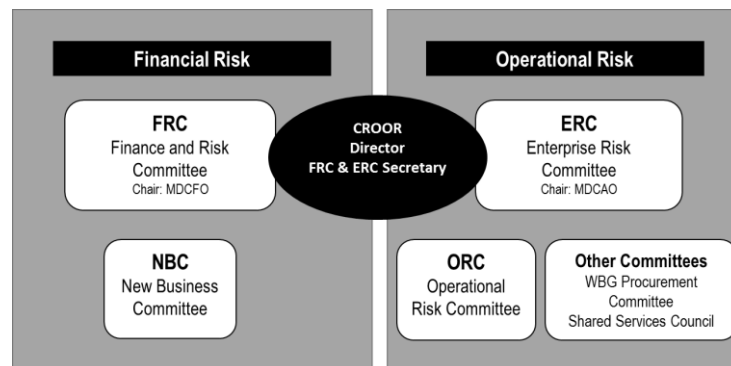 Financial Risk
Operational Risk
FRC
Finance and Risk
Committee
Chair: MDCFO
CROOR
Director
FRC & ERC Secretary
ERC
Enterprise Risk
Committee
Chair: MDCAO
NBC
New Business
Committee
ORC
Operational
Risk Committee
Other Committees
WBG Procurement
Committee
Shared Services Council